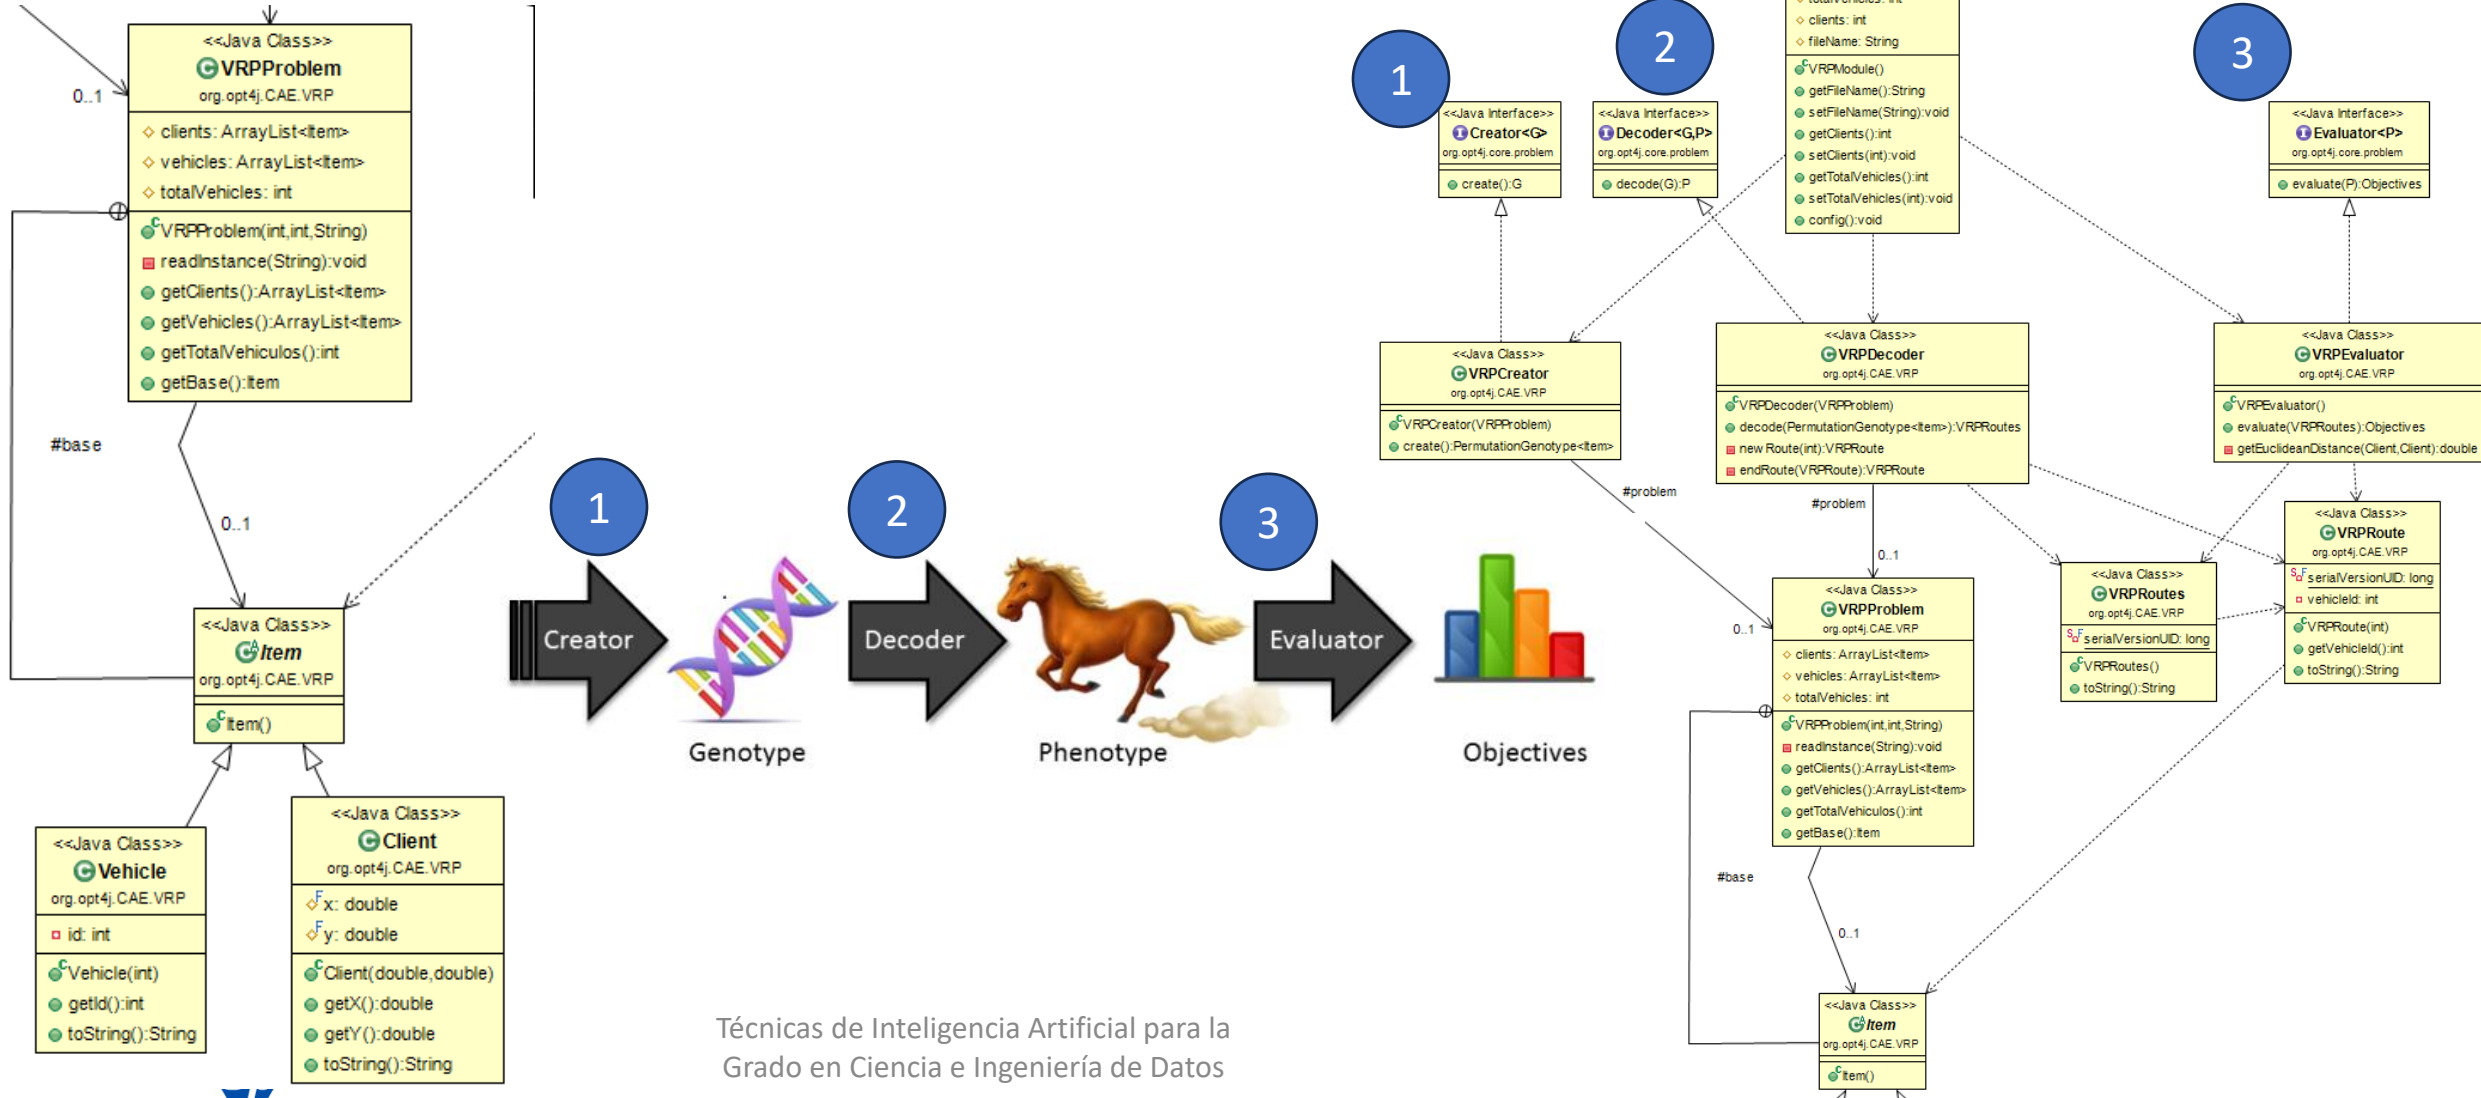 <<Java Class>>
VRPProblem
org.opt4j.CAE.VRP
clients: ArrayList<Item>
vehicles: ArrayList<Item>
totalVehicles: int
VRPProblem(int,int,String)
readInstance(String):void
getClients():ArrayList<Item>
getVehicles():ArrayList<Item>
getTotalVehiculos():int
getBase():Item
0..1
#base
0..1
<<Java Class>>
Item
org.opt4j.CAE.VRP
Item()
<<Java Class>>
Vehicle
org.opt4j.CAE.VRP
id: int
Vehicle(int)
getId():int
toString():String
<<Java Class>>
Client
org.opt4j.CAE.VRP
x: double
y: double
Client(double,double)
getX():double
getY():double
toString():String
1
2
3
Creator
Decoder
Evaluator
Genotype
Phenotype
Objectives
Técnicas de Inteligencia Artificial para la
Grado en Ciencia e Ingeniería de Datos
1
2
3
<<Java Interface>>
Creator<G>
org.opt4j.core.problem
create():G
<<Java Interface>>
Decoder<G,P>
org.opt4j.core.problem
decode(G):P
totalVehicles: int
clients: int
fileName: String
VRPModule()
getFileName():String
setFileName(String):void
getClients():int
setClients(int):void
getTotalVehicles():int
setTotalVehicles(int):void
config():void
<<Java Interface>>
Evaluator<P>
org.opt4j.core.problem
evaluate(P):Objectives
<<Java Class>>
VRPCreator
org.opt4j.CAE.VRP
VRPCreator(VRPProblem)
create():PermutationGenotype<Item>
<<Java Class>>
VRPDecoder
org.opt4j.CAE.VRP
VRPDecoder(VRPProblem)
decode(PermutationGenotype<Item>):VRPRoutes
newRoute(int):VRPRoute
endRoute(VRPRoute):VRPRoute
<<Java Class>>
VRPEvaluator
org.opt4j.CAE.VRP
VRPEvaluator()
evaluate(VRPRoutes):Objectives
getEuclideanDistance(Client,Client):double
#problem
#problem
0..1
0..1
<<Java Class>>
VRPRoute
org.opt4j.CAE.VRP
serialVersionUID: long
vehicleId: int
VRPRoute(int)
getVehicleId():int
toString():String
<<Java Class>>
VRPRoutes
org.opt4j.CAE.VRP
serialVersionUID: long
VRPRoutes()
toString():String
<<Java Class>>
VRPProblem
org.opt4j.CAE.VRP
clients: ArrayList<Item>
vehicles: ArrayList<Item>
totalVehicles: int
VRPProblem(int,int,String)
readInstance(String):void
getClients():ArrayList<Item>
getVehicles():ArrayList<Item>
getTotalVehiculos():int
getBase():Item
#base
0..1
<<Java Class>>
Item
org.opt4j.CAE.VRP
Item()